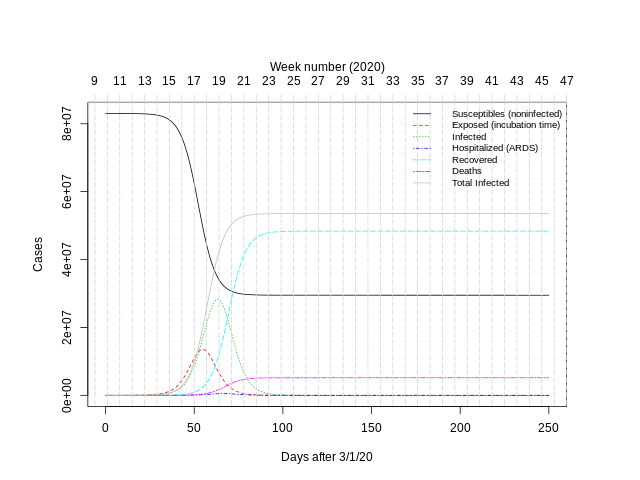 Week number (2020)
9 11 13 15 17 19 21 23 25 27 29 31 33 35 37 39 41 43 45 47
Susceptibles (noninfected)
Exposed (incubation time)
Infected
Hospitalized (ARDS)
Recovered
Deaths
Total Infected
Cases
8e+07
6e+07
4e+07
2e+07
0e+00
0 50 100 150 200 250
Days after 3/1/20